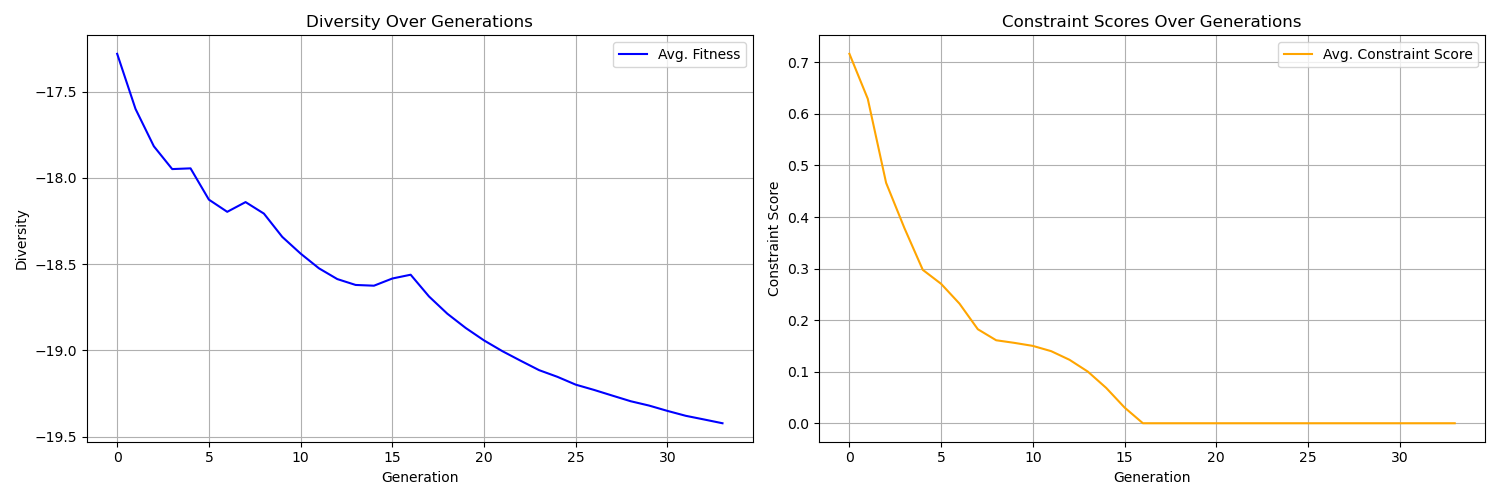 Diversity Over Generations
Avg. Fitness
−17.5
−18.0
−18.5
−19.0
−19.5
Diversity
0 5 10 15 20 25 30
Generation
Constraint Scores Over Generations
Avg. Constraint Score
0.7
0.6
0.5
0.4
0.3
0.2
0.1
0.0
Constraint Score
0 5 10 15 20 25 30
Generation